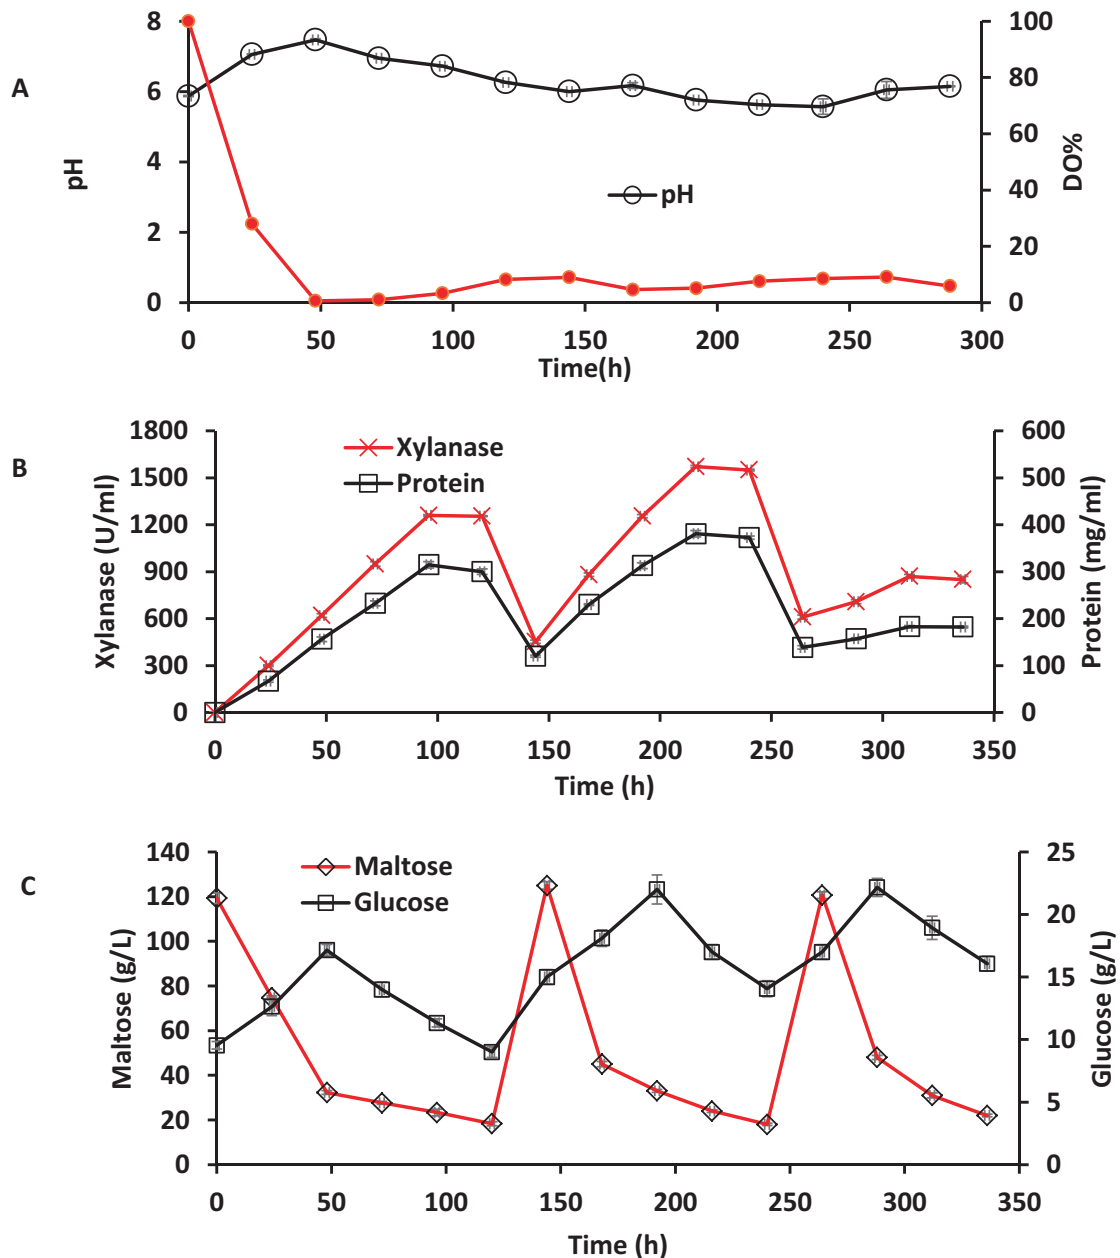 A
8
6
4
2
0
pH
100
80
60
40
20
0
DO%
pH
0 50 100 150 200 250 300
Time(h)
B
1800
1500
1200
900
600
300
0
Xylanase (U/ml)
Xylanase
Protein
600
500
400
300
200
100
0
Protein (mg/ml)
0 50 100 150 200 250 300 350
Time (h)
C
140
120
100
80
60
40
20
0
Maltose (g/L)
Maltose
Glucose
25
20
15
10
5
0
Glucose (g/L)
0 50 100 150 200 250 300 350
Time (h)